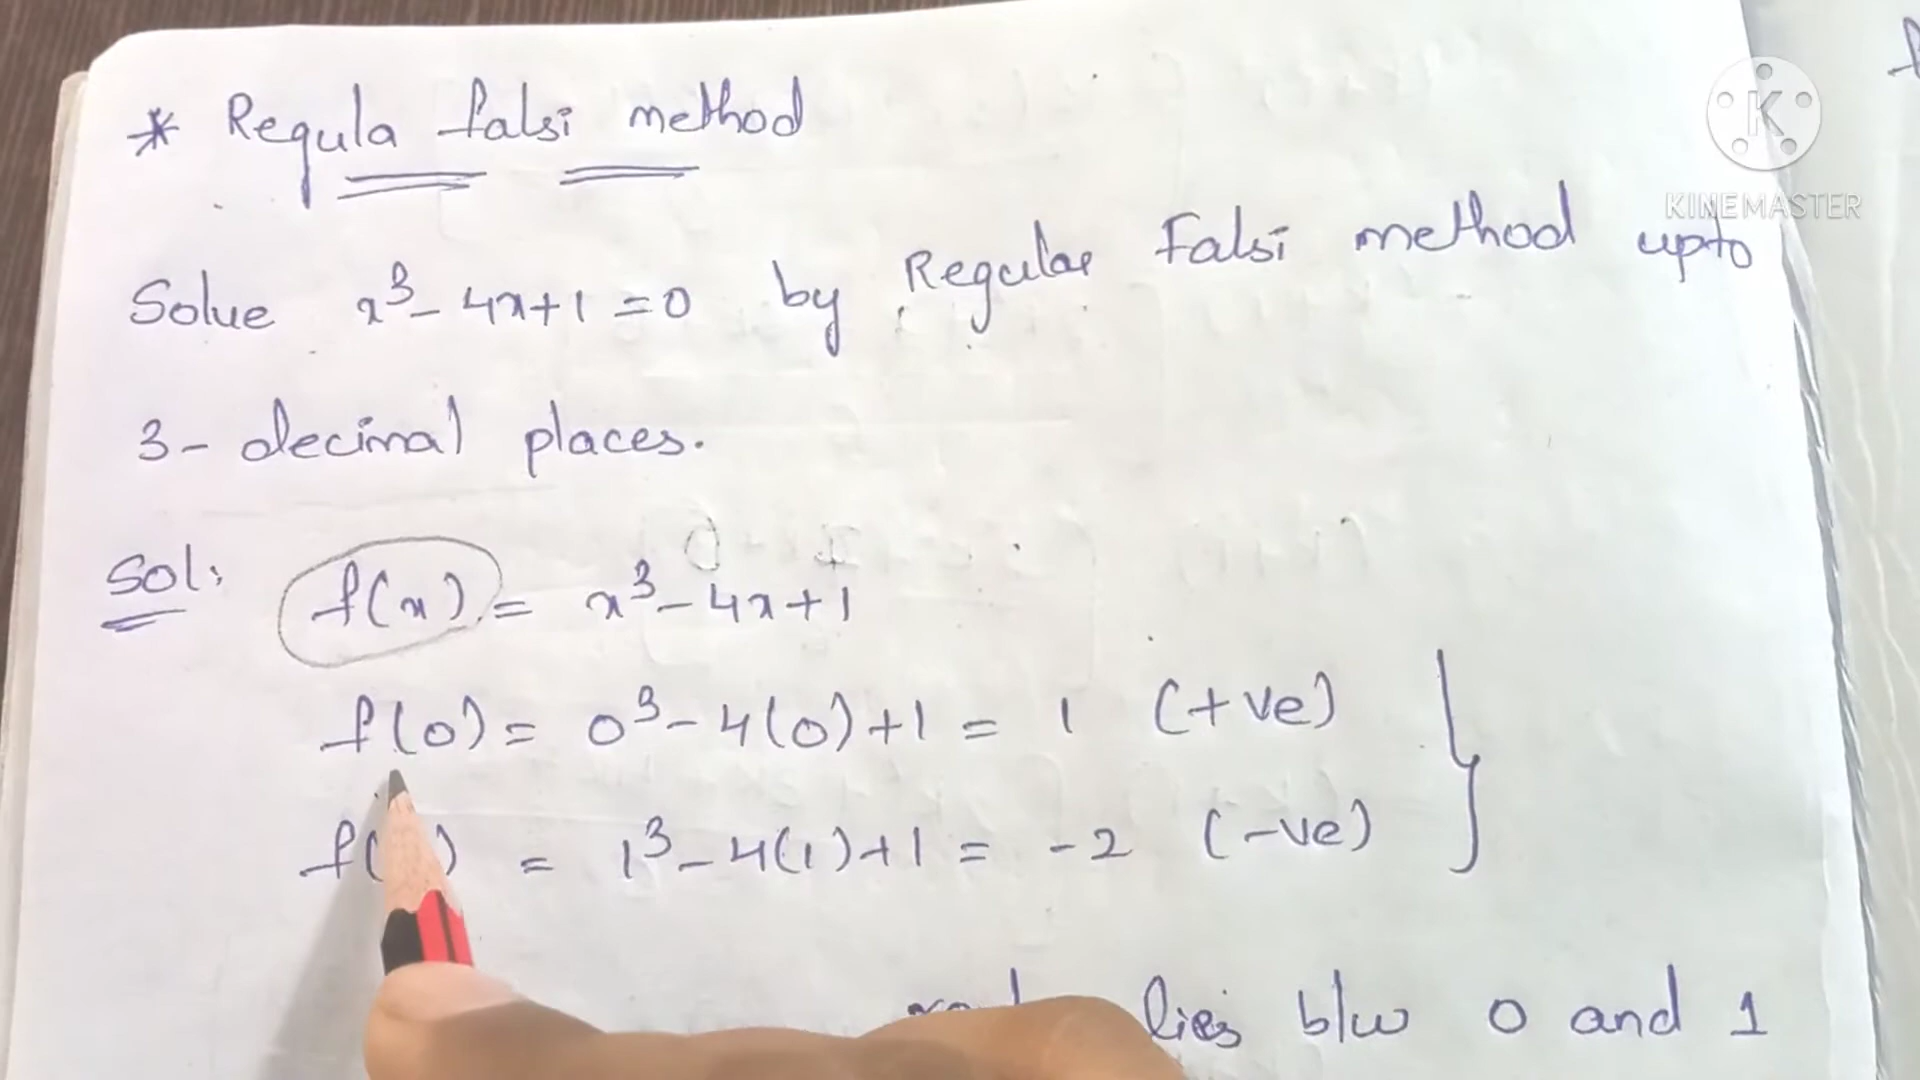 * Regula falsi method
KINEMASTER
Solve x³ - 4x + 1 = 0 by Regular Falsi method upto
3 - decimal places.
Sol: f(x) = x³ - 4x + 1
f(0) = 0³ - 4(0) + 1 = 1 (+ve)
f( ) = 1³ - 4(1) + 1 = -2 (-ve)
lies b/w 0 and 1